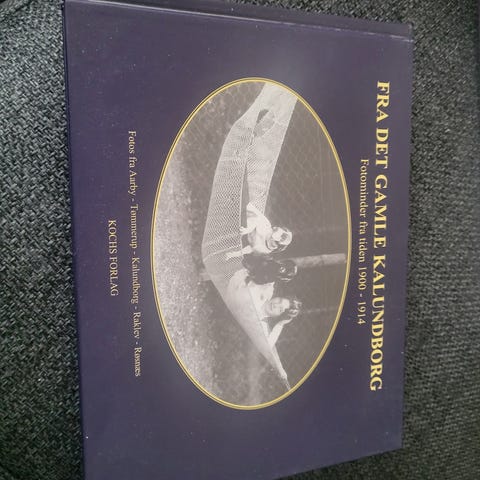 FRA DET GAMLE KALUNDBORG
Fotominder fra tiden 1900 - 1914
Fotos fra Aarby - Tømmerup - Kalundborg - Raklev - Røsnæs
KOCHS FORLAG